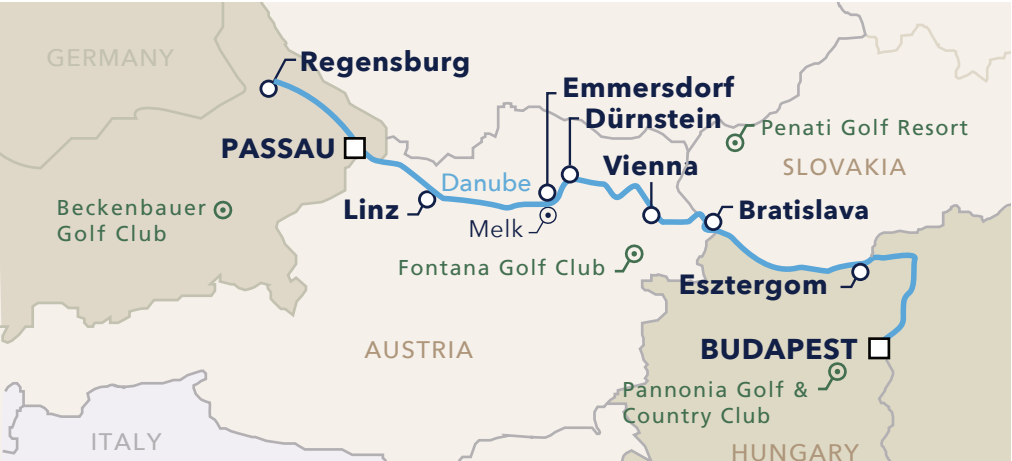 GERMANY
Regensburg
Emmersdorf
Dürnstein
Penati Golf Resort
PASSAU
Vienna
SLOVAKIA
Danube
Beckenbauer
Golf Club
Linz
Melk
Bratislava
Fontana Golf Club
Esztergom
AUSTRIA
BUDAPEST
Pannonia Golf &
Country Club
ITALY
HUNGARY